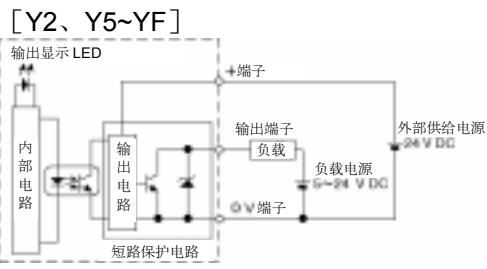 ［Y2、Y5~YF］
输出显示 LED
+端子
输出端子
外部供给电源
24 V DC
负载
内部电路
输出电路
负载电源
5~24 V DC
0 V 端子
短路保护电路